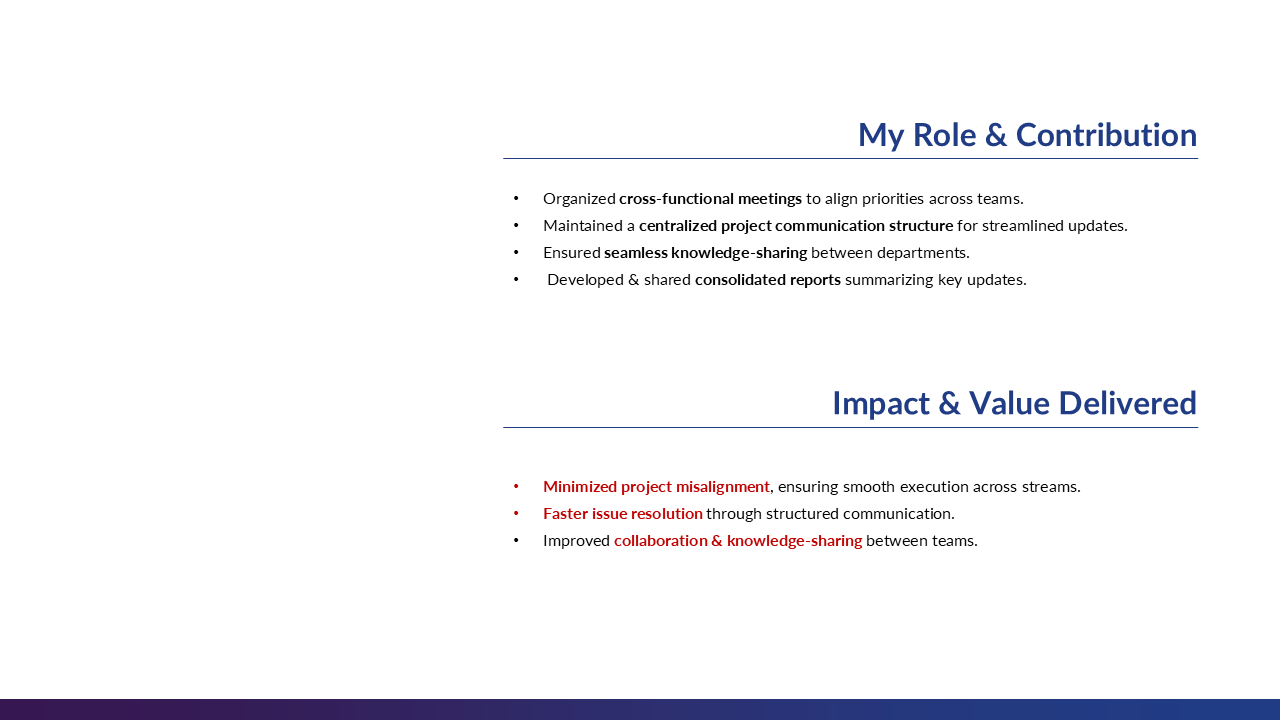 My Role & Contribution
• Organized cross-functional meetings to align priorities across teams.
• Maintained a centralized project communication structure for streamlined updates.
• Ensured seamless knowledge-sharing between departments.
• Developed & shared consolidated reports summarizing key updates.
Impact & Value Delivered
• Minimized project misalignment, ensuring smooth execution across streams.
• Faster issue resolution through structured communication.
• Improved collaboration & knowledge-sharing between teams.